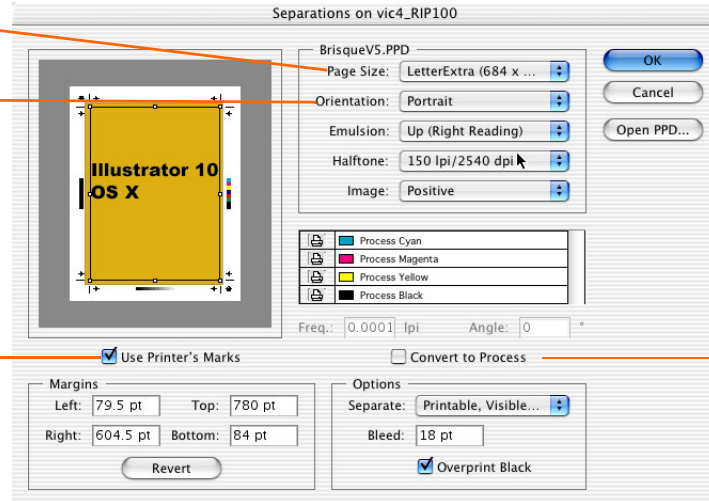 Separations on vic4_RIP100
BrisqueV5.PPD
Page Size: LetterExtra (684 x ...
Orientation: Portrait
Emulsion: Up (Right Reading)
Halftone: 150 lpi/2540 dpi
Image: Positive
OK
Cancel
Open PPD...
Illustrator 10
OS X
Process Cyan
Process Magenta
Process Yellow
Process Black
Freq.: 0.0001 lpi Angle: 0 °
Use Printer's Marks
Convert to Process
Margins
Left: 79.5 pt Top: 780 pt
Right: 604.5 pt Bottom: 84 pt
Revert
Options
Separate: Printable, Visible...
Bleed: 18 pt
Overprint Black